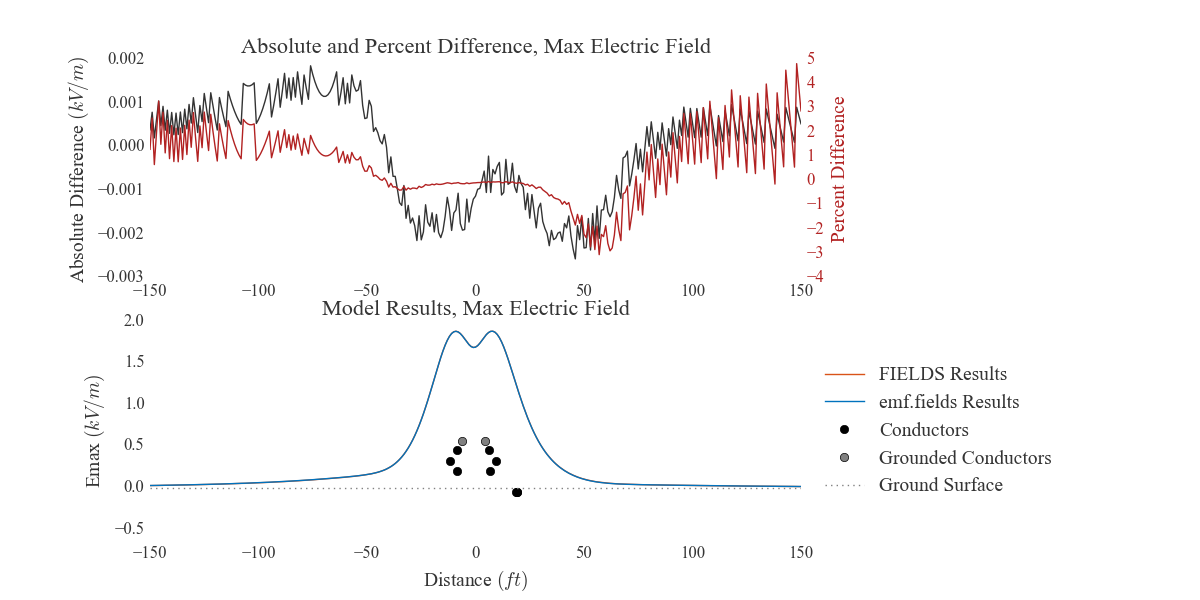 Absolute and Percent Difference, Max Electric Field
0.002
0.001
0.000
−0.001
−0.002
−0.003
Absolute Difference (kV/m)
5
4
3
2
1
0
−1
−2
−3
−4
Percent Difference
−150 −100 −50 0 50 100 150
Model Results, Max Electric Field
2.0
1.5
1.0
0.5
0.0
−0.5
Emax (kV/m)
−150 −100 −50 0 50 100 150
Distance (ft)
FIELDS Results
emf.fields Results
Conductors
Grounded Conductors
Ground Surface